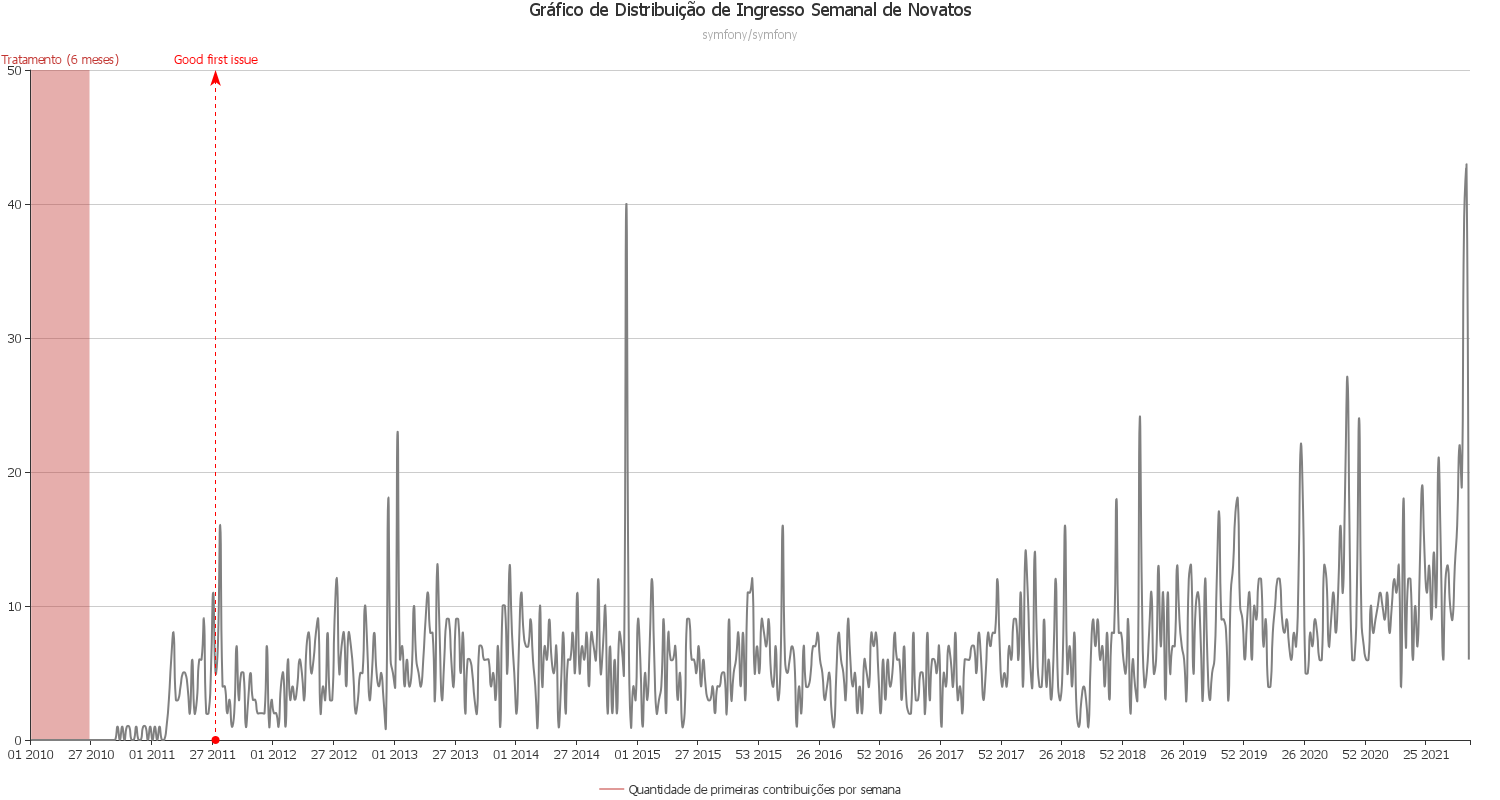 Gráfico de Distribuição de Ingresso Semanal de Novatos
symfony/symfony
Tratamento (6 meses)
Good first issue
50
40
30
20
10
0
01 2010 27 2010 01 2011 27 2011 01 2012 27 2012 01 2013 27 2013 01 2014 27 2014 01 2015 27 2015 53 2015 26 2016 52 2016 26 2017 52 2017 26 2018 52 2018 26 2019 52 2019 26 2020 52 2020 25 2021
Quantidade de primeiras contribuições por semana